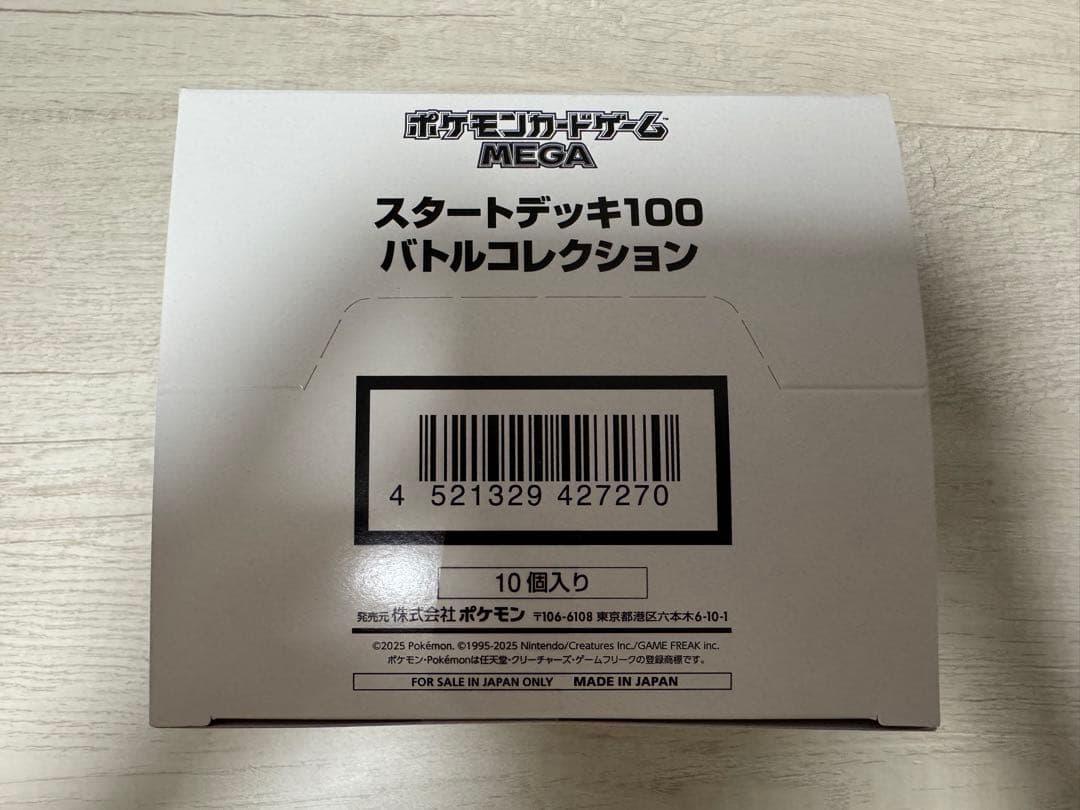 ポケモンカードゲーム™
MEGA
スタートデッキ100
バトルコレクション
4 521329 427270
10個入り
発売元 株式会社 ポケモン 〒106-6108 東京都港区六本木6-10-1
©2025 Pokémon. ©1995-2025 Nintendo/Creatures Inc./GAME FREAK inc.
ポケモン・Pokémonは任天堂・クリーチャーズ・ゲームフリークの登録商標です。
FOR SALE IN JAPAN ONLY MADE IN JAPAN